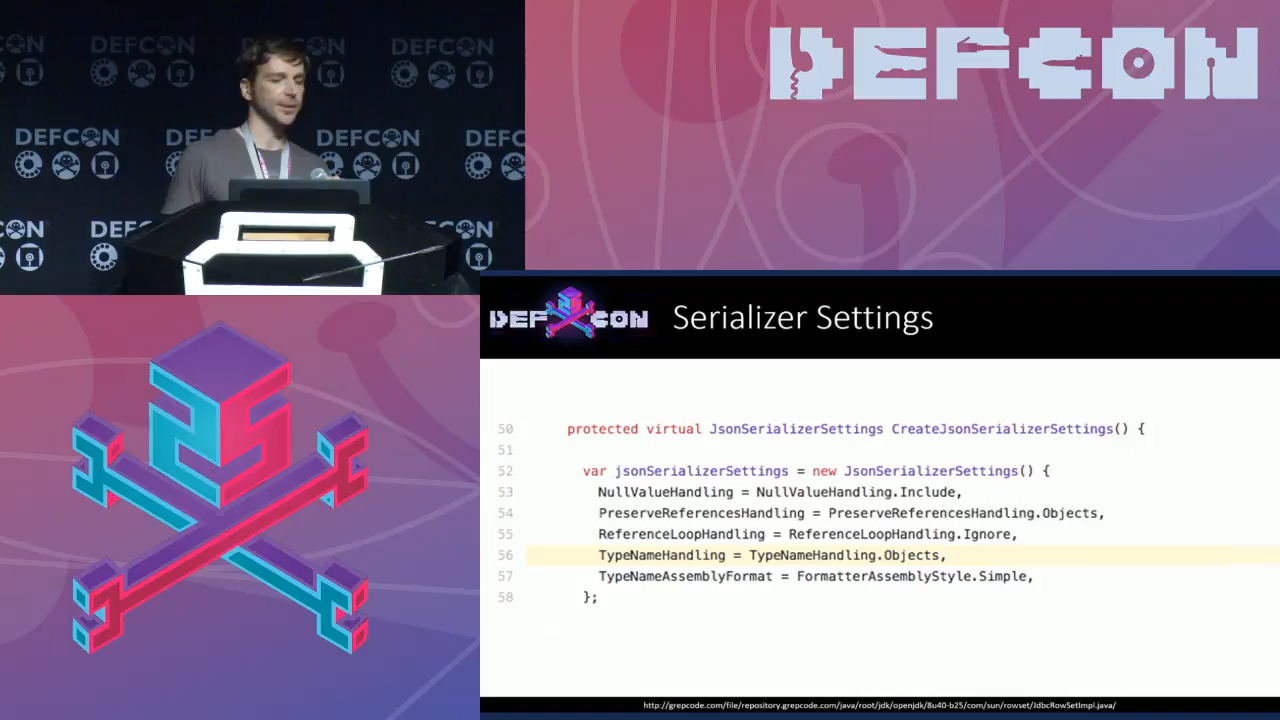 DEFCON
DEFCON
DEFCON
DEFCON
DEFCON
DEFCON
DEFCON
DEFCON Serializer Settings
50 protected virtual JsonSerializerSettings CreateJsonSerializerSettings() {
51
52 var jsonSerializerSettings = new JsonSerializerSettings() {
53 NullValueHandling = NullValueHandling.Include,
54 PreserveReferencesHandling = PreserveReferencesHandling.Objects,
55 ReferenceLoopHandling = ReferenceLoopHandling.Ignore,
56 TypeNameHandling = TypeNameHandling.Objects,
57 TypeNameAssemblyFormat = FormatterAssemblyStyle.Simple,
58 };
http://grepcode.com/file/repository.grepcode.com/java/root/jdk/openjdk/8u40-b25/com/sun/rowset/JdbcRowSetImpl.java/